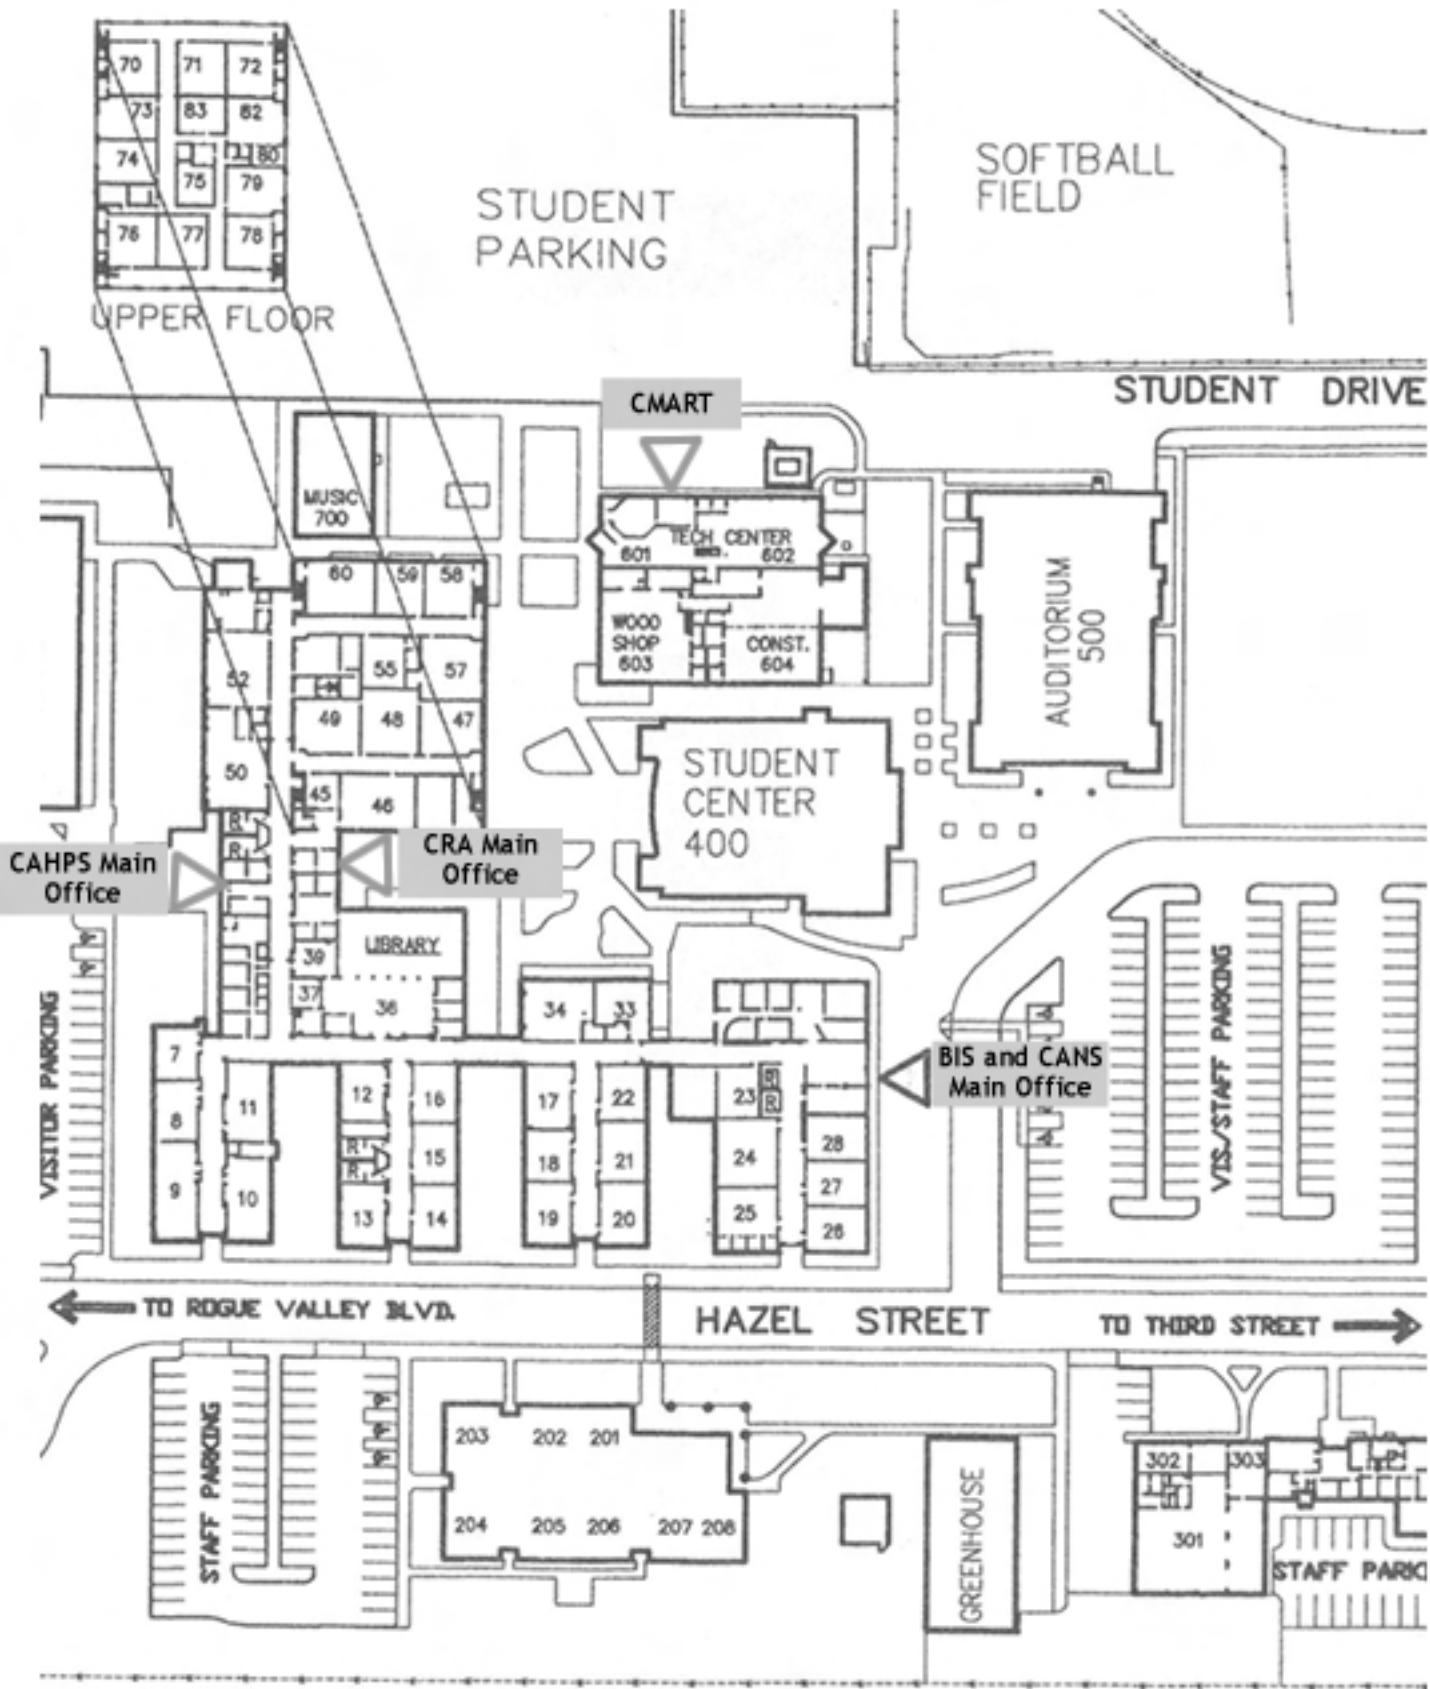 70 71 72
73 83 82
74 80
75 79
76 77 78
UPPER FLOOR
STUDENT
PARKING
SOFTBALL
FIELD
STUDENT DRIVE
CMART
MUSIC
700
TECH CENTER
601 602
60 59 58
WOOD
SHOP
603
CONST.
604
AUDITORIUM
500
52 55 57
49 48 47
50
45 46
STUDENT
CENTER
400
R
R
CAHPS Main
Office
CRA Main
Office
LIBRARY
39
37
36
34 33
VISITOR PARKING
VIS./STAFF PARKING
BIS and CANS
Main Office
7
8
9
11
10
12
R
R
13
16
15
14
17
18
19
22
21
20
23
R
R
24
25
28
27
26
TO ROGUE VALLEY BLVD.
HAZEL STREET
TO THIRD STREET
STAFF PARKING
203 202 201
204 205 206 207 208
GREENHOUSE
302 303
301
STAFF PARK